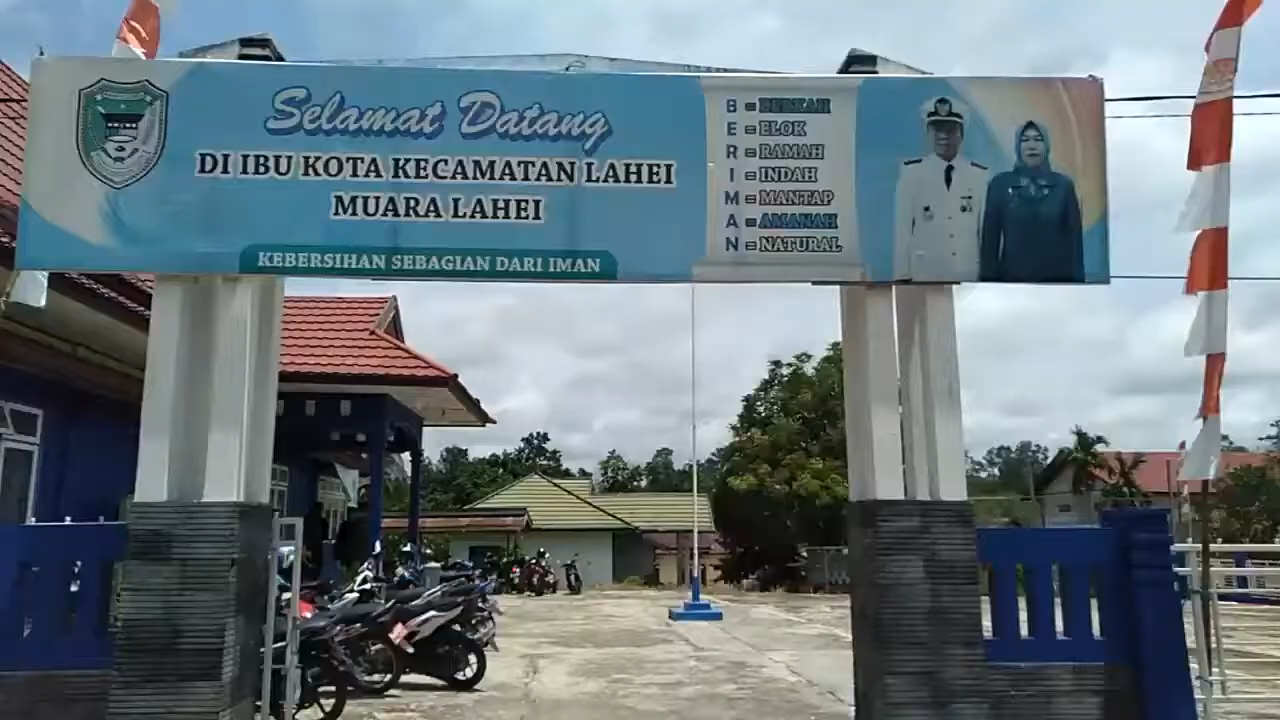 Selamat Datang
DI IBU KOTA KECAMATAN LAHEI
MUARA LAHEI
KEBERSIHAN SEBAGIAN DARI IMAN
B = BERKAH
E = ELOK
R = RAMAH
I = INDAH
M = MANTAP
A = AMANAH
N = NATURAL